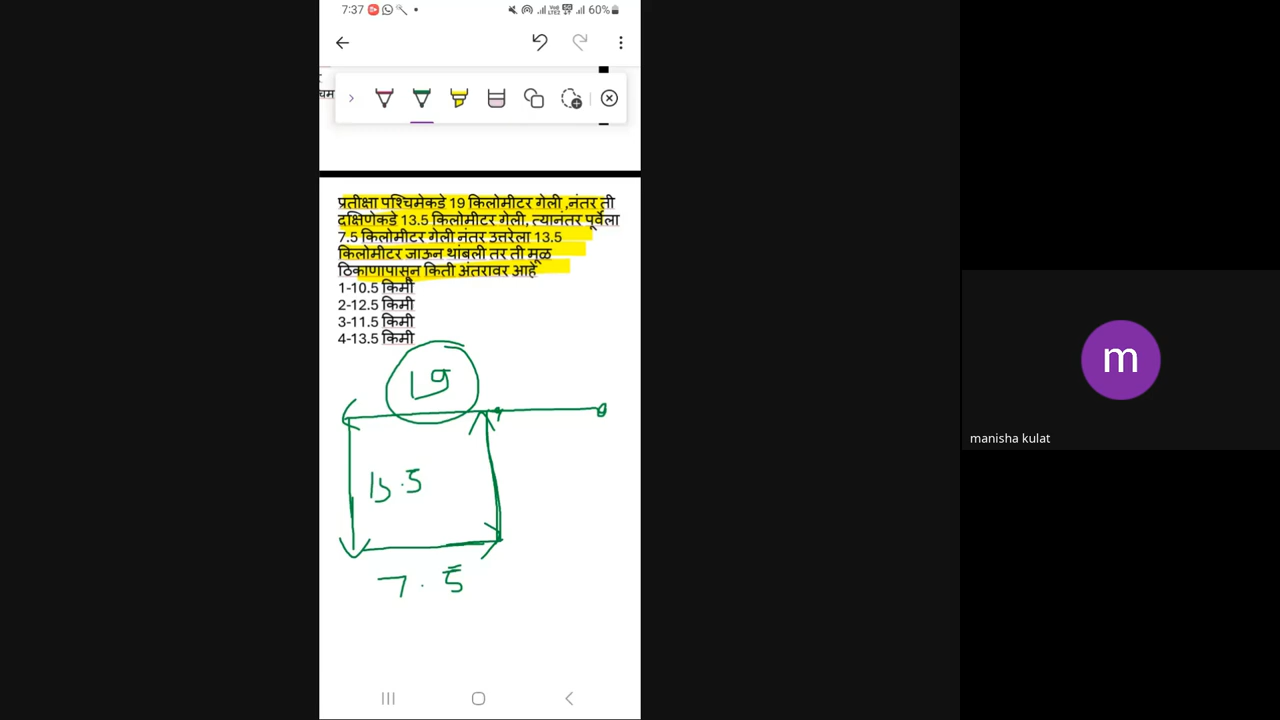 7:37
60%
चम
प्रतीक्षा पश्चिमेकडे 19 किलोमीटर गेली ,नंतर ती
दक्षिणेकडे 13.5 किलोमीटर गेली, त्यानंतर पूर्वेला
7.5 किलोमीटर गेली नंतर उत्तरेला 13.5
किलोमीटर जाऊन थांबली तर ती मूळ
ठिकाणापासून किती अंतरावर आहे
1-10.5 किमी
2-12.5 किमी
3-11.5 किमी
4-13.5 किमी
19
13.5
7.5
m
manisha kulat